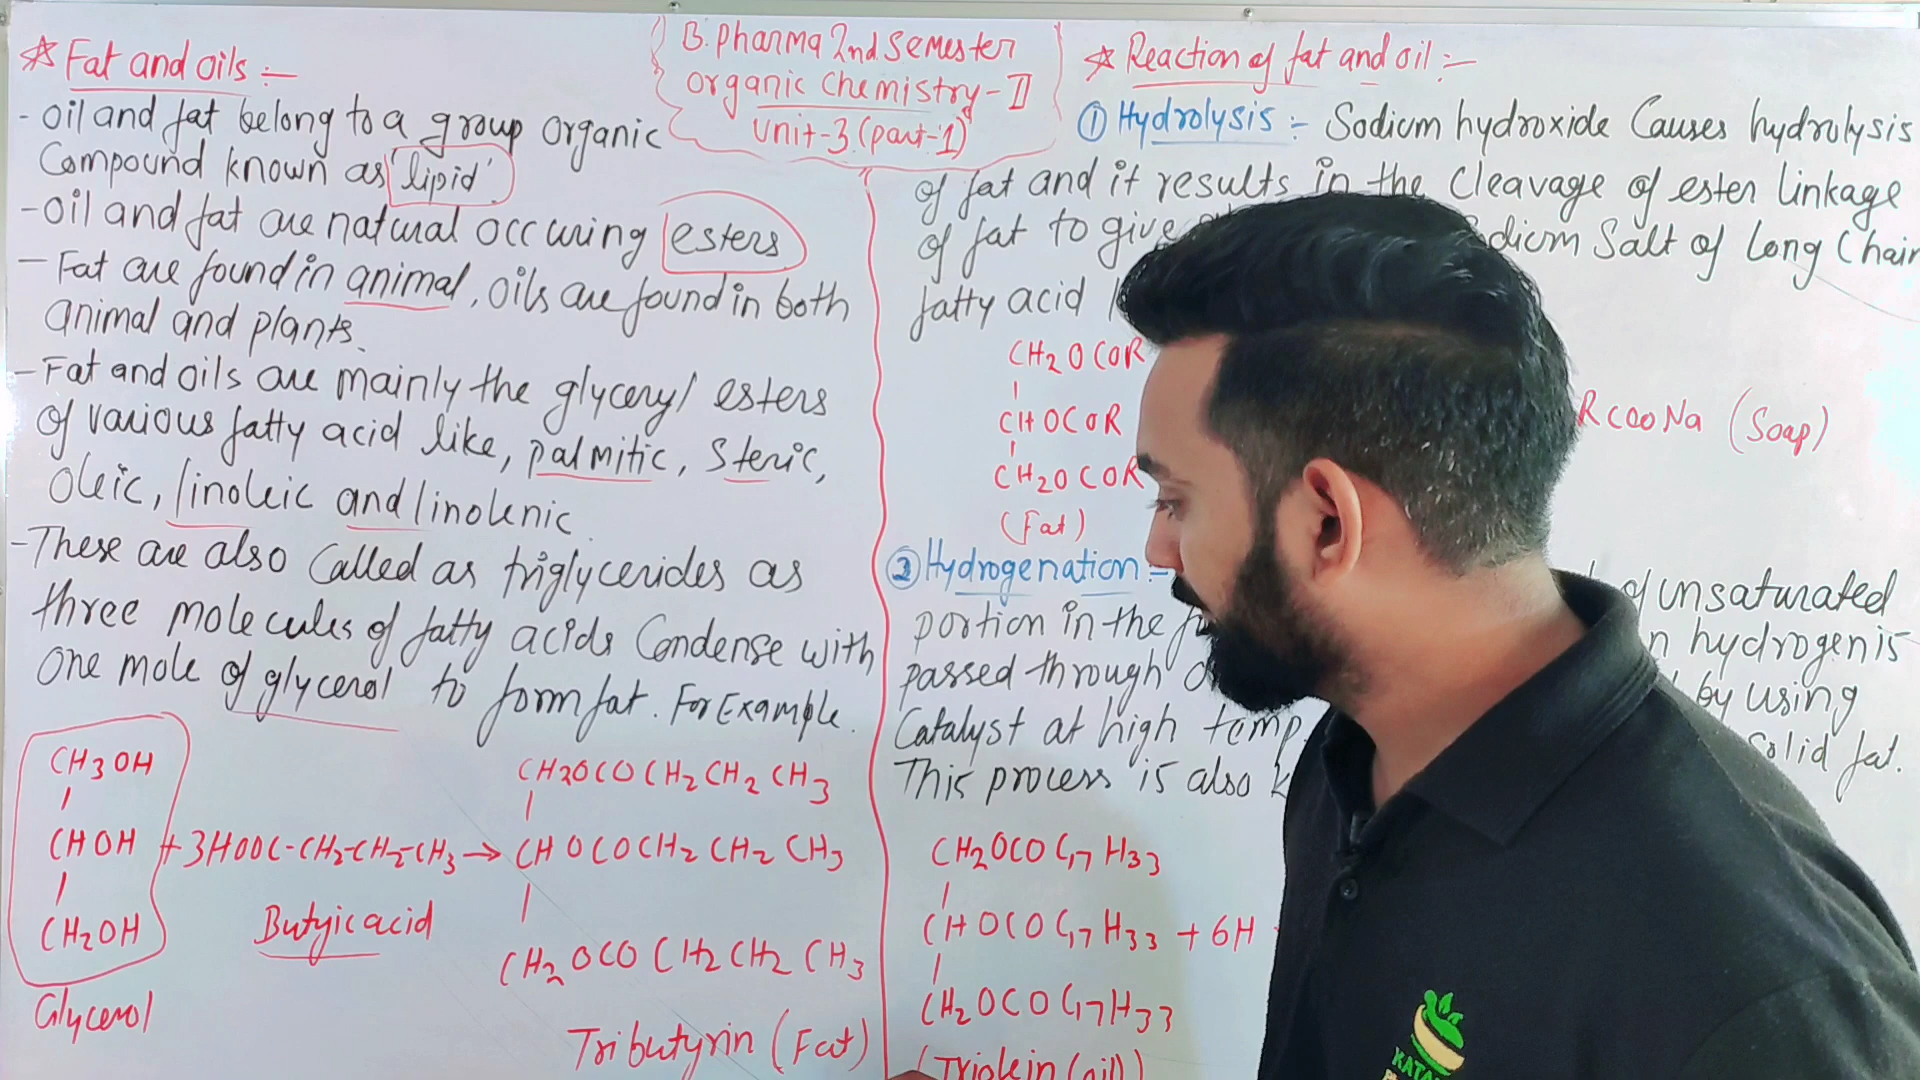 B. Pharma 2nd Semester
Organic Chemistry-II
Unit-3 (part-1)
Fat and oils :-
- oil and fat belong to a group organic
Compound known as 'lipid'.
- oil and fat are natural occuring esters
- Fat are found in animal, oils are found in both
animal and plants.
- Fat and oils are mainly the glyceryl esters
of various fatty acid like, palmitic, Steric,
Oleic, linoleic and linolenic
- These are also Called as triglycerides as
three molecules of fatty acids Condense with
one mole of glycerol to form fat. For Example.
CH3OH
CHOH + 3HOOC-CH2-CH2-CH3 →
CH2OH
Glycerol
Butyic acid
CH2OCOCH2CH2CH3
CHOCOCH2CH2CH3
CH2OCOCH2CH2CH3
Tributyrin (Fat)
Reaction of fat and oil :-
① Hydrolysis :- Sodium hydroxide Causes hydrolysis
of fat and it results in the Cleavage of ester linkage
of fat to give Salt of Long Chain
fatty acid
CH2OCOR
CHOCOR
CH2OCOR
(Fat)
RCOONa (Soap)
② Hydrogenation :- of unsaturated
portion in the hydrogen is
passed through by using
Catalyst at high temp. Solid fat.
This process is also
CH2OCOC17H33
CHOCOC17H33 + 6H
CH2OCOC17H33
(Triolein (oil))